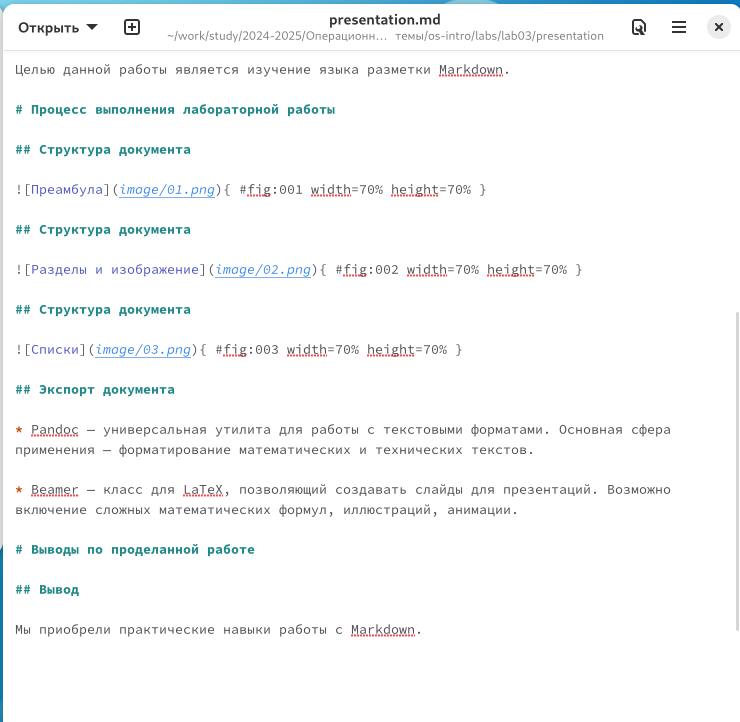 Открыть
presentation.md
~/work/study/2024-2025/Операционн… темы/os-intro/labs/lab03/presentation
Целью данной работы является изучение языка разметки Markdown.
# Процесс выполнения лабораторной работы
## Структура документа
![Преамбула](image/01.png){ #fig:001 width=70% height=70% }
## Структура документа
![Разделы и изображение](image/02.png){ #fig:002 width=70% height=70% }
## Структура документа
![Списки](image/03.png){ #fig:003 width=70% height=70% }
## Экспорт документа
* Pandoc — универсальная утилита для работы с текстовыми форматами. Основная сфера
применения — форматирование математических и технических текстов.
* Beamer — класс для LaTeX, позволяющий создавать слайды для презентаций. Возможно
включение сложных математических формул, иллюстраций, анимации.
# Выводы по проделанной работе
## Вывод
Мы приобрели практические навыки работы с Markdown.